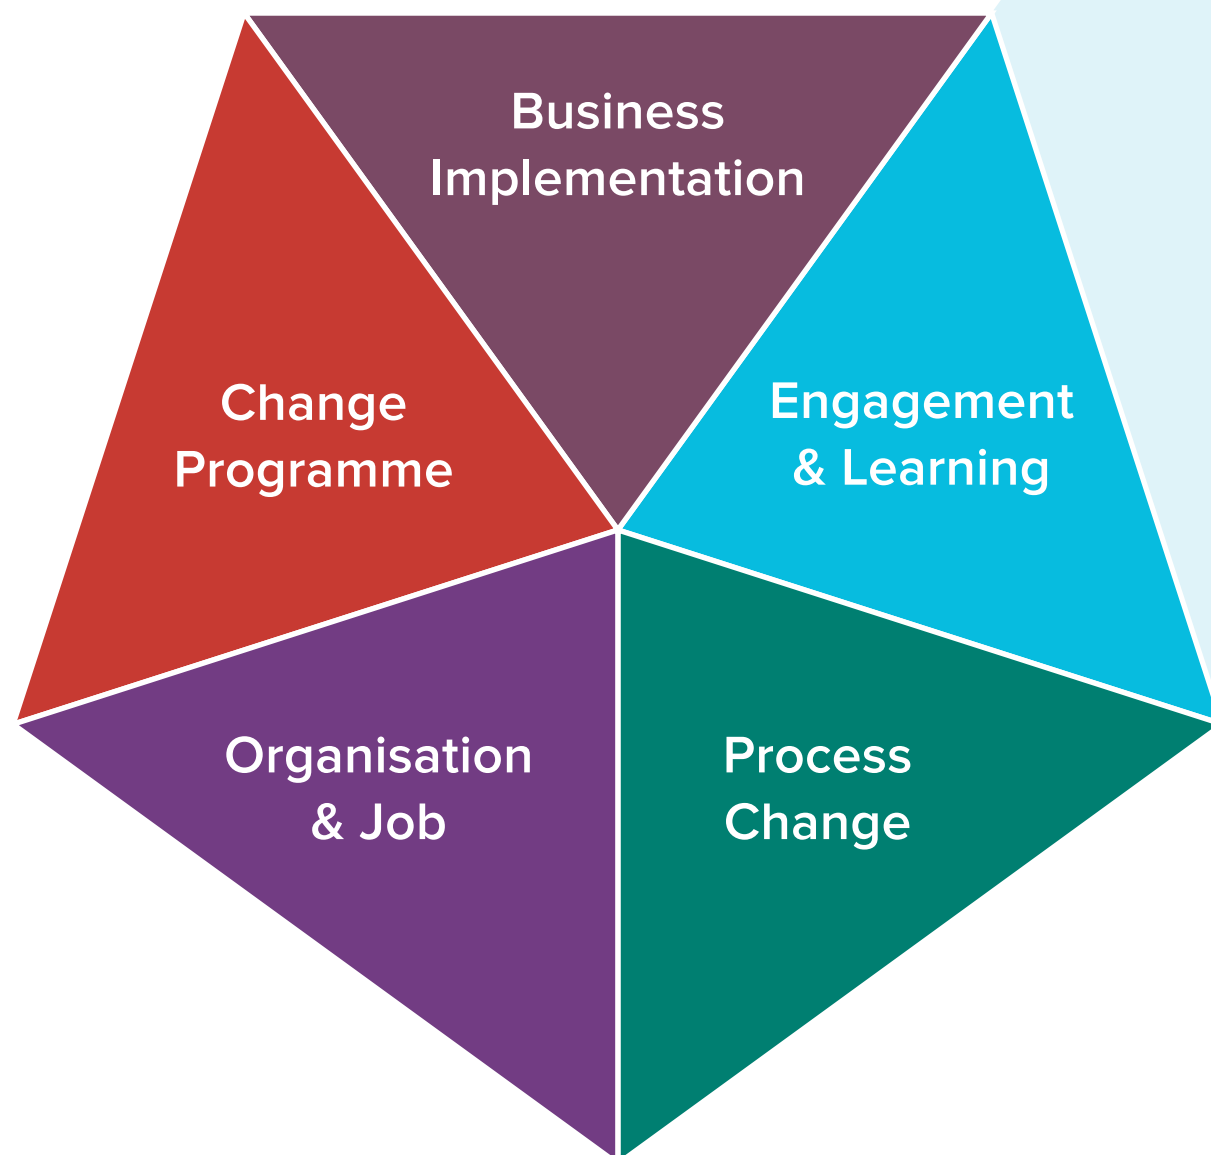 Business
Implementation
Change
Programme
Engagement
& Learning
Organisation
& Job
Process
Change